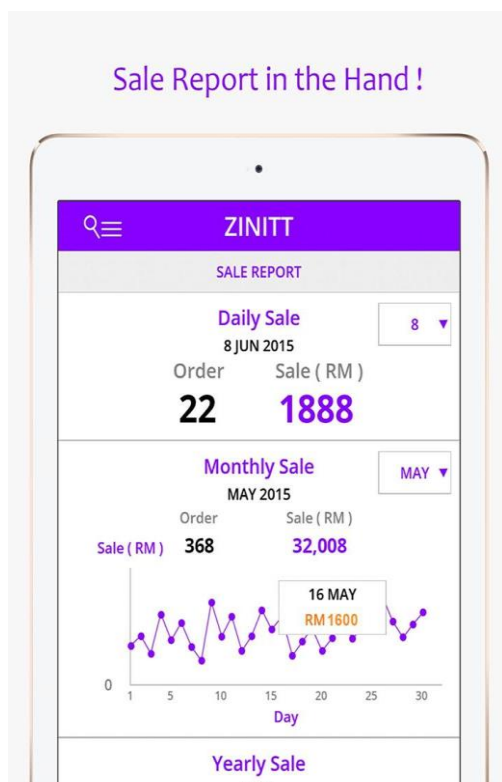 Sale Report in the Hand !
ZINITT
SALE REPORT
Daily Sale
8
8 JUN 2015
Order Sale ( RM )
22 1888
Monthly Sale
MAY
MAY 2015
Order Sale ( RM )
Sale ( RM ) 368 32,008
16 MAY
RM 1600
0
1 5 10 15 20 25 30
Day
Yearly Sale